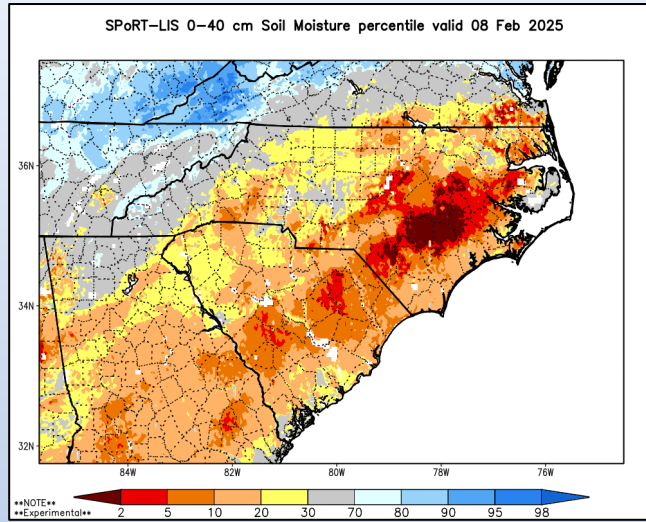 SPoRT-LIS 0-40 cm Soil Moisture percentile valid 08 Feb 2025
36N
34N
32N
84W 82W 80W 78W 76W
**NOTE**
**Experimental**
2 5 10 20 30 70 80 90 95 98